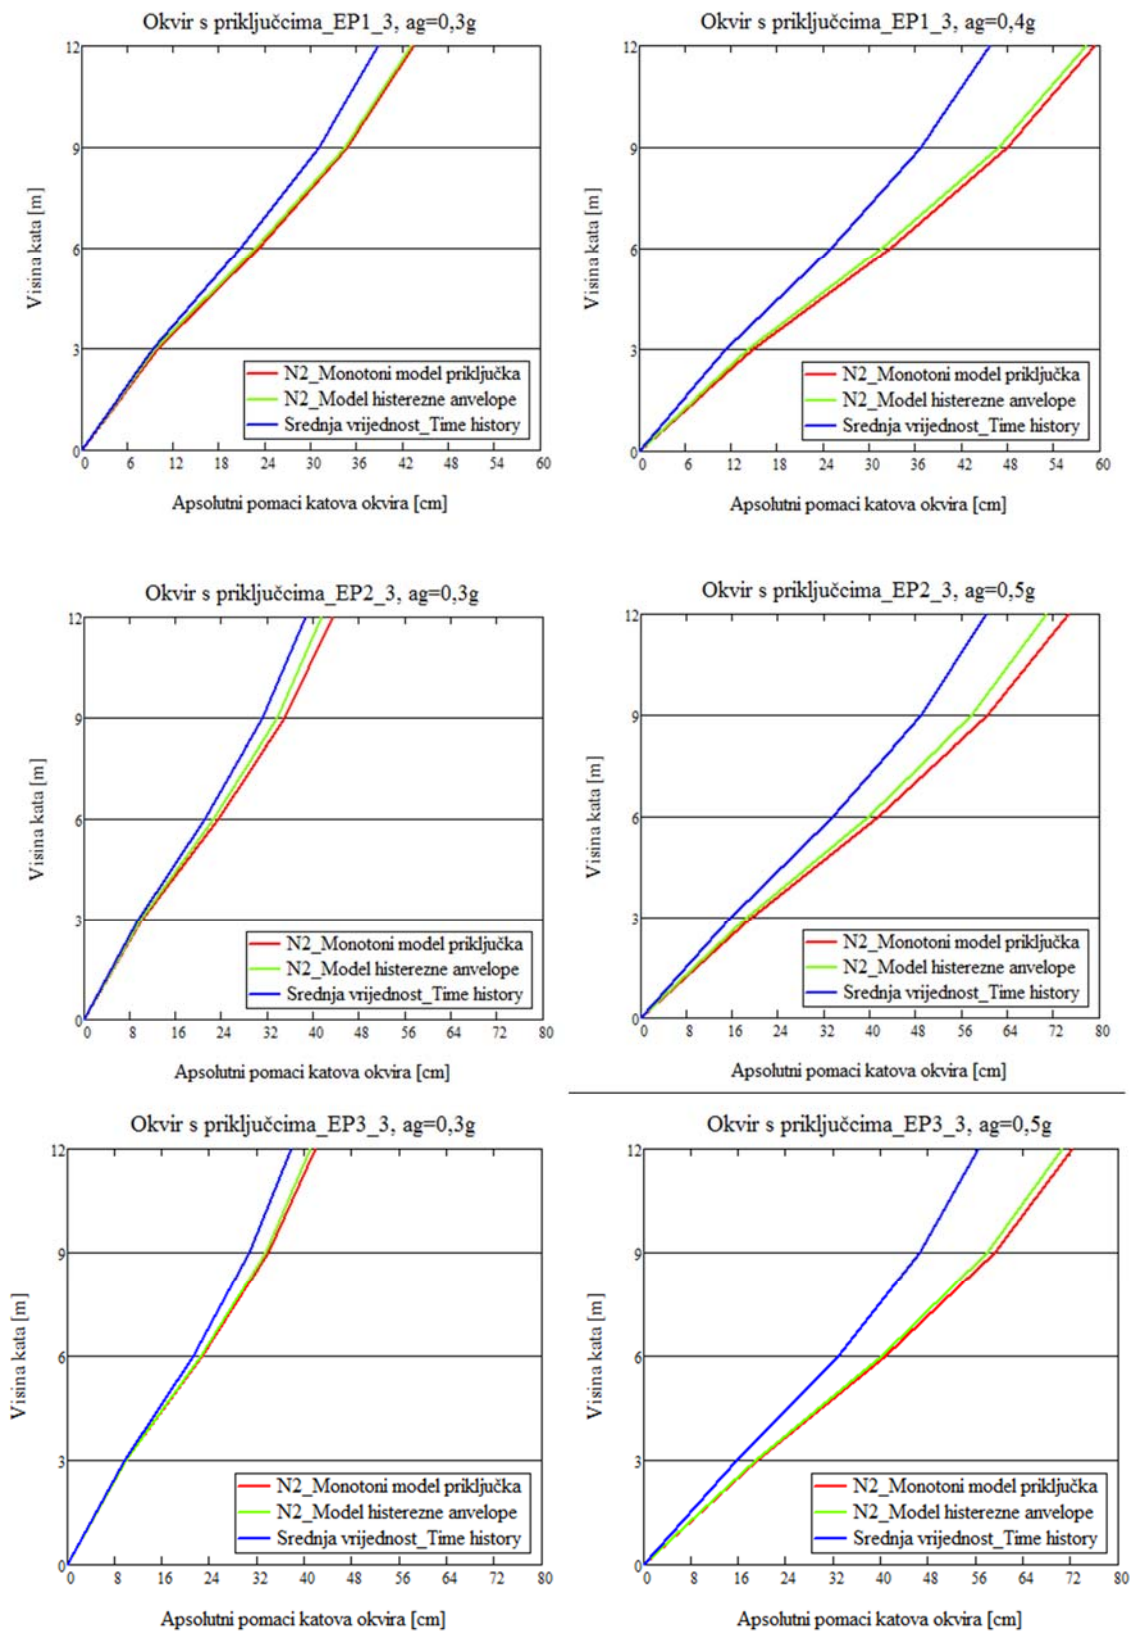 Okvir s priključcima_EP1_3, ag=0,3g
12
9
6
3
0
Visina kata [m]
N2_Monotoni model priključka
N2_Model histerezne anvelope
Srednja vrijednost_Time history
0 6 12 18 24 30 36 42 48 54 60
Apsolutni pomaci katova okvira [cm]
Okvir s priključcima_EP1_3, ag=0,4g
12
9
6
3
0
Visina kata [m]
N2_Monotoni model priključka
N2_Model histerezne anvelope
Srednja vrijednost_Time history
0 6 12 18 24 30 36 42 48 54 60
Apsolutni pomaci katova okvira [cm]
Okvir s priključcima_EP2_3, ag=0,3g
12
9
6
3
0
Visina kata [m]
N2_Monotoni model priključka
N2_Model histerezne anvelope
Srednja vrijednost_Time history
0 8 16 24 32 40 48 56 64 72 80
Apsolutni pomaci katova okvira [cm]
Okvir s priključcima_EP2_3, ag=0,5g
12
9
6
3
0
Visina kata [m]
N2_Monotoni model priključka
N2_Model histerezne anvelope
Srednja vrijednost_Time history
0 8 16 24 32 40 48 56 64 72 80
Apsolutni pomaci katova okvira [cm]
Okvir s priključcima_EP3_3, ag=0,3g
12
9
6
3
0
Visina kata [m]
N2_Monotoni model priključka
N2_Model histerezne anvelope
Srednja vrijednost_Time history
0 8 16 24 32 40 48 56 64 72 80
Apsolutni pomaci katova okvira [cm]
Okvir s priključcima_EP3_3, ag=0,5g
12
9
6
3
0
Visina kata [m]
N2_Monotoni model priključka
N2_Model histerezne anvelope
Srednja vrijednost_Time history
0 8 16 24 32 40 48 56 64 72 80
Apsolutni pomaci katova okvira [cm]